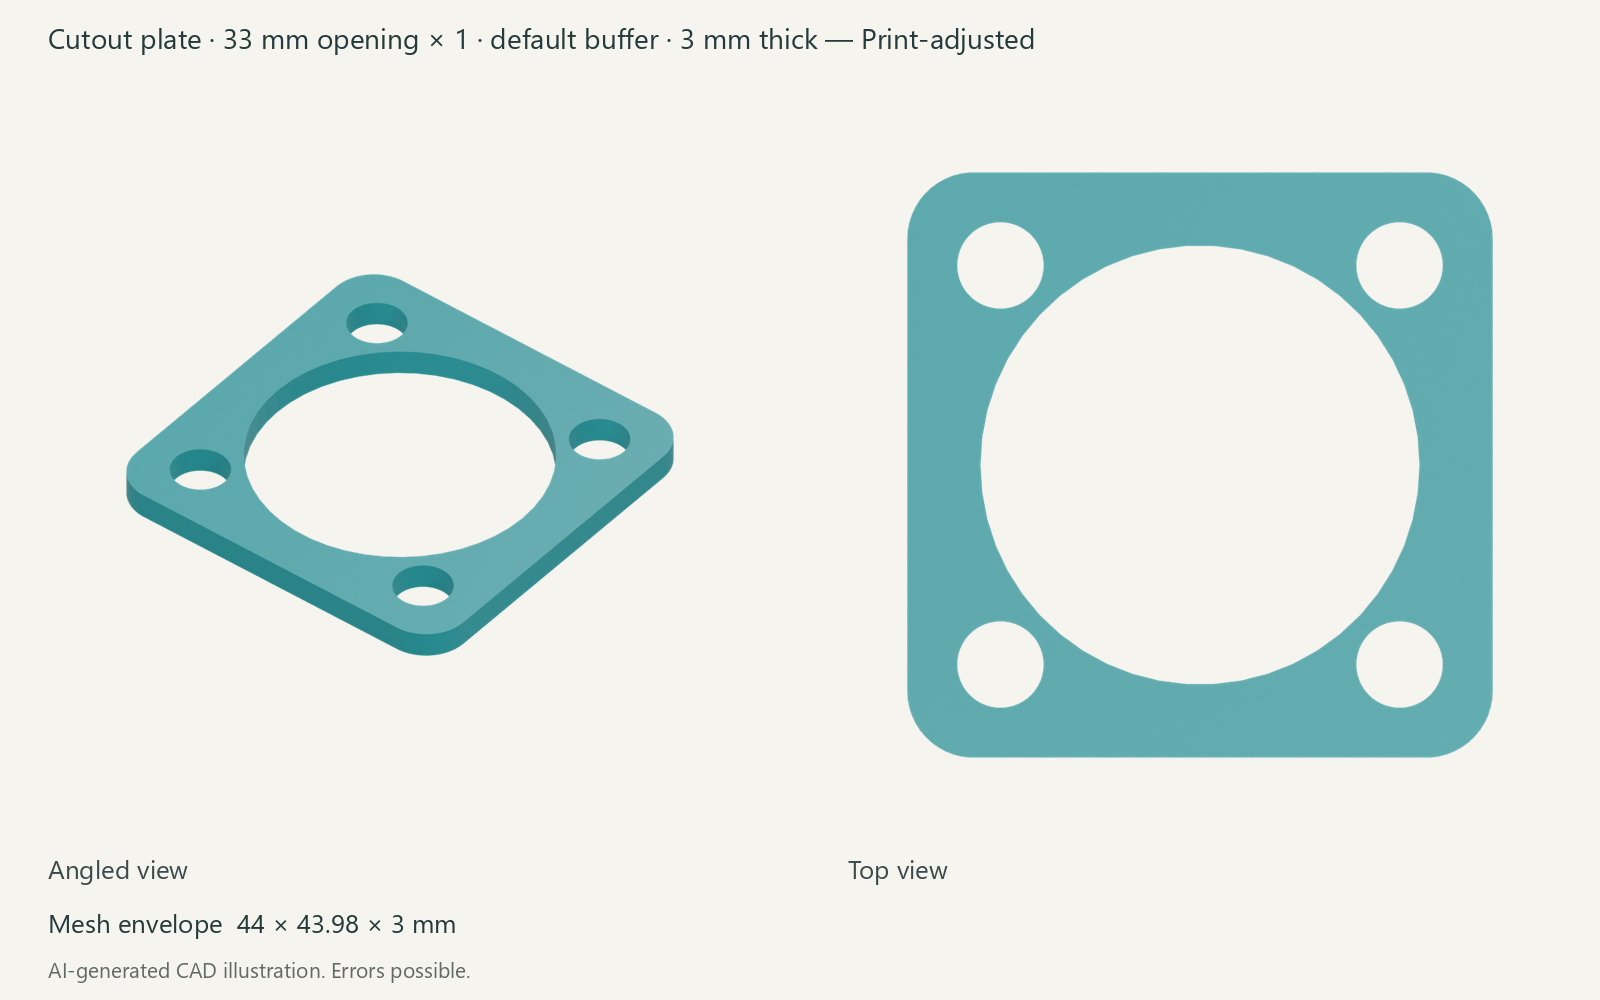 Cutout plate · 33 mm opening × 1 · default buffer · 3 mm thick — Print-adjusted
Angled view
Top view
Mesh envelope 44 × 43.98 × 3 mm
AI-generated CAD illustration. Errors possible.